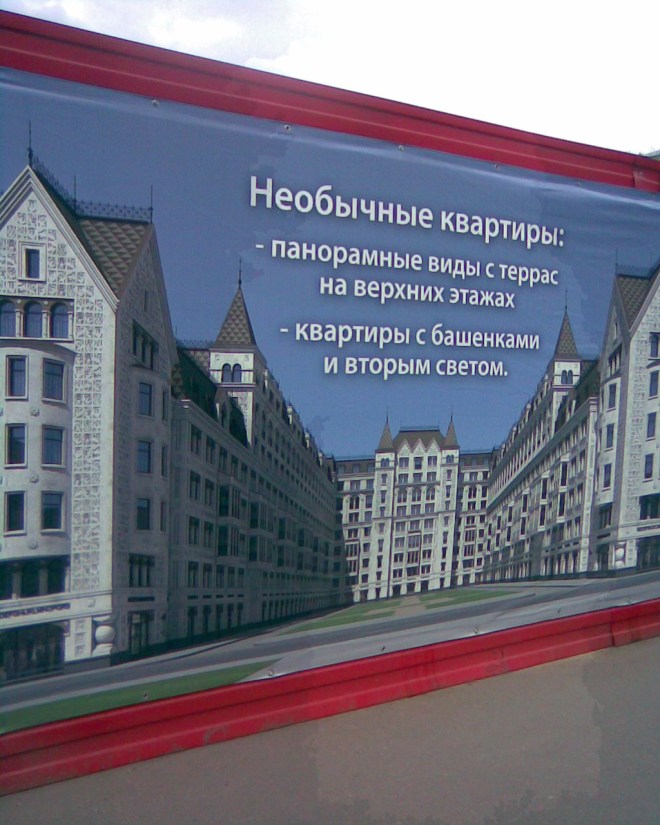 Необычные квартиры:
- панорамные виды с террас
на верхних этажах
- квартиры с башенками
и вторым светом.